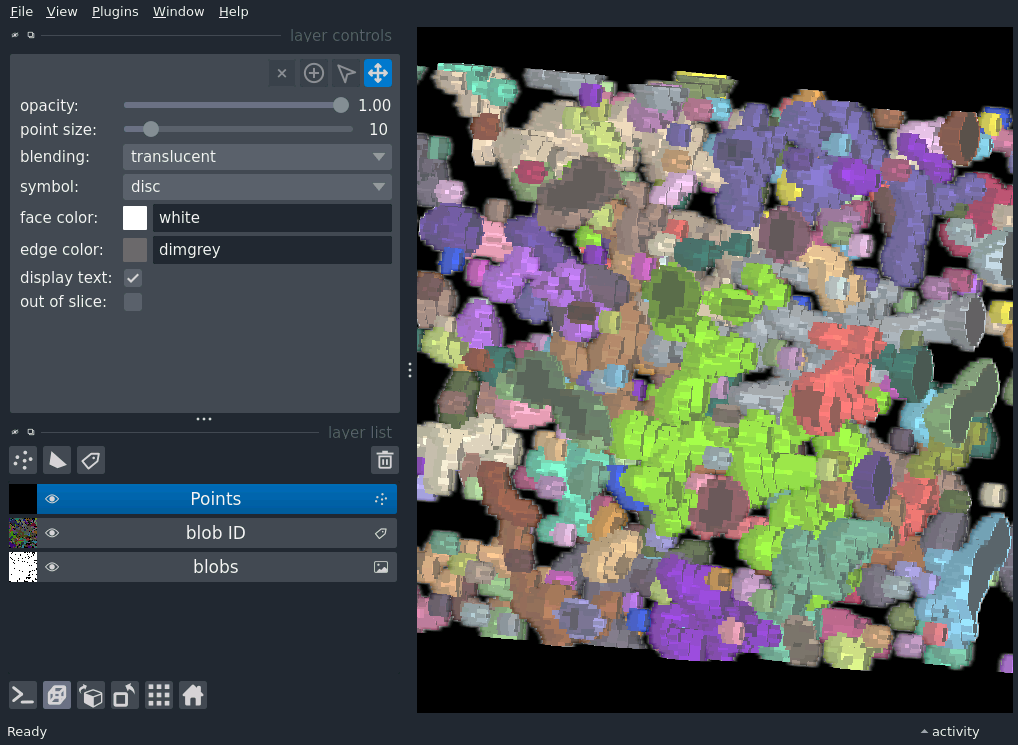 File View Plugins Window Help
layer controls
opacity: 1.00
point size: 10
blending: translucent
symbol: disc
face color: white
edge color: dimgrey
display text:
out of slice:
layer list
Points
blob ID
blobs
Ready activity